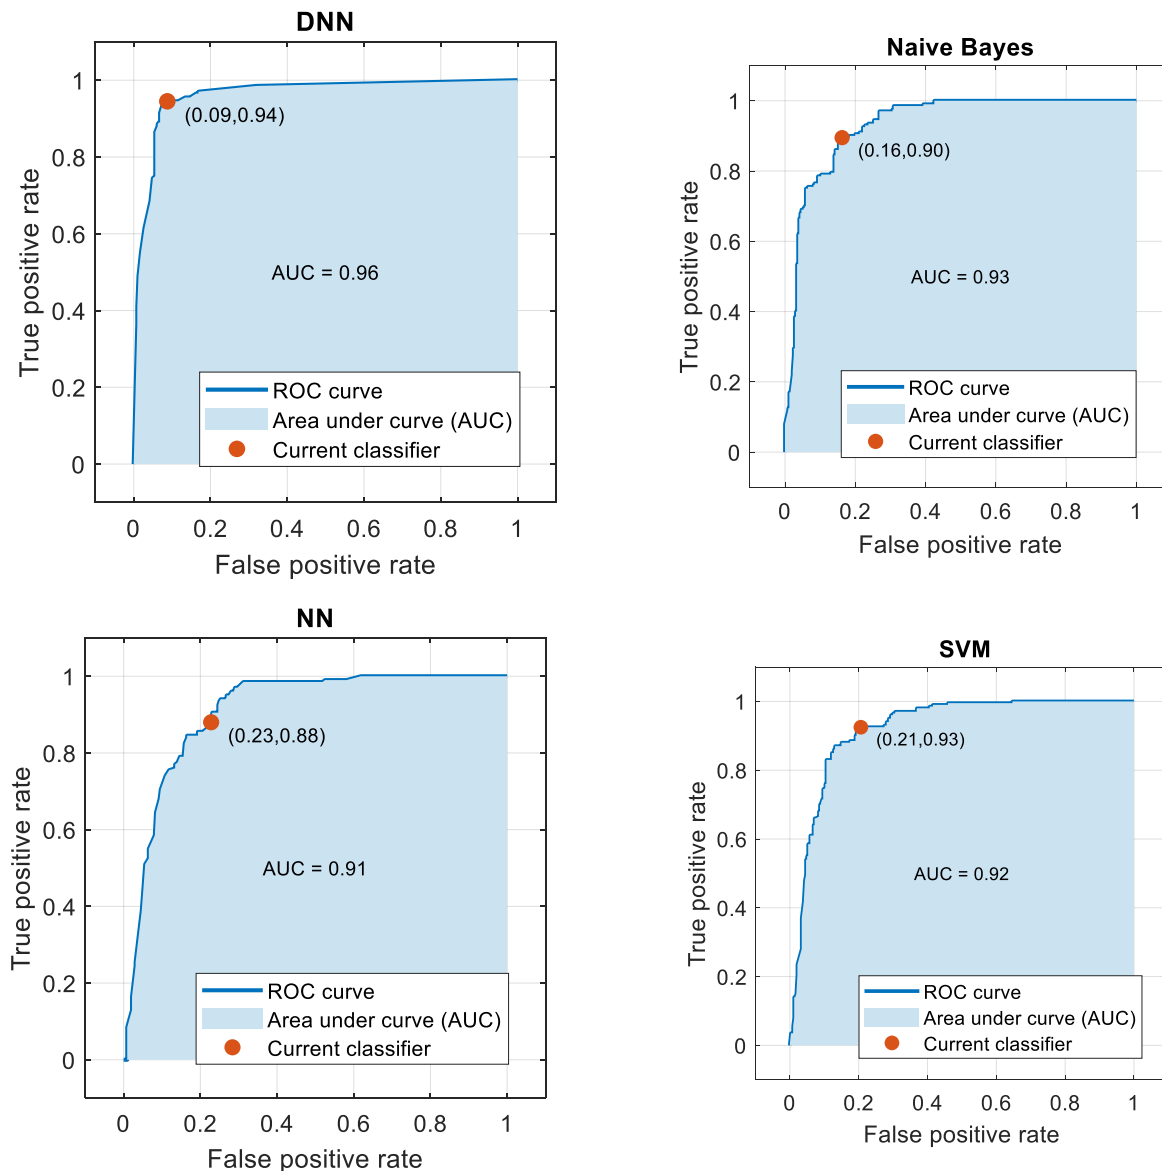 DNN
True positive rate
1
0.8
0.6
0.4
0.2
0
(0.09,0.94)
AUC = 0.96
ROC curve
Area under curve (AUC)
Current classifier
0 0.2 0.4 0.6 0.8 1
False positive rate
Naive Bayes
True positive rate
1
0.8
0.6
0.4
0.2
0
(0.16,0.90)
AUC = 0.93
ROC curve
Area under curve (AUC)
Current classifier
0 0.2 0.4 0.6 0.8 1
False positive rate
NN
True positive rate
1
0.8
0.6
0.4
0.2
0
(0.23,0.88)
AUC = 0.91
ROC curve
Area under curve (AUC)
Current classifier
0 0.2 0.4 0.6 0.8 1
False positive rate
SVM
True positive rate
1
0.8
0.6
0.4
0.2
0
(0.21,0.93)
AUC = 0.92
ROC curve
Area under curve (AUC)
Current classifier
0 0.2 0.4 0.6 0.8 1
False positive rate